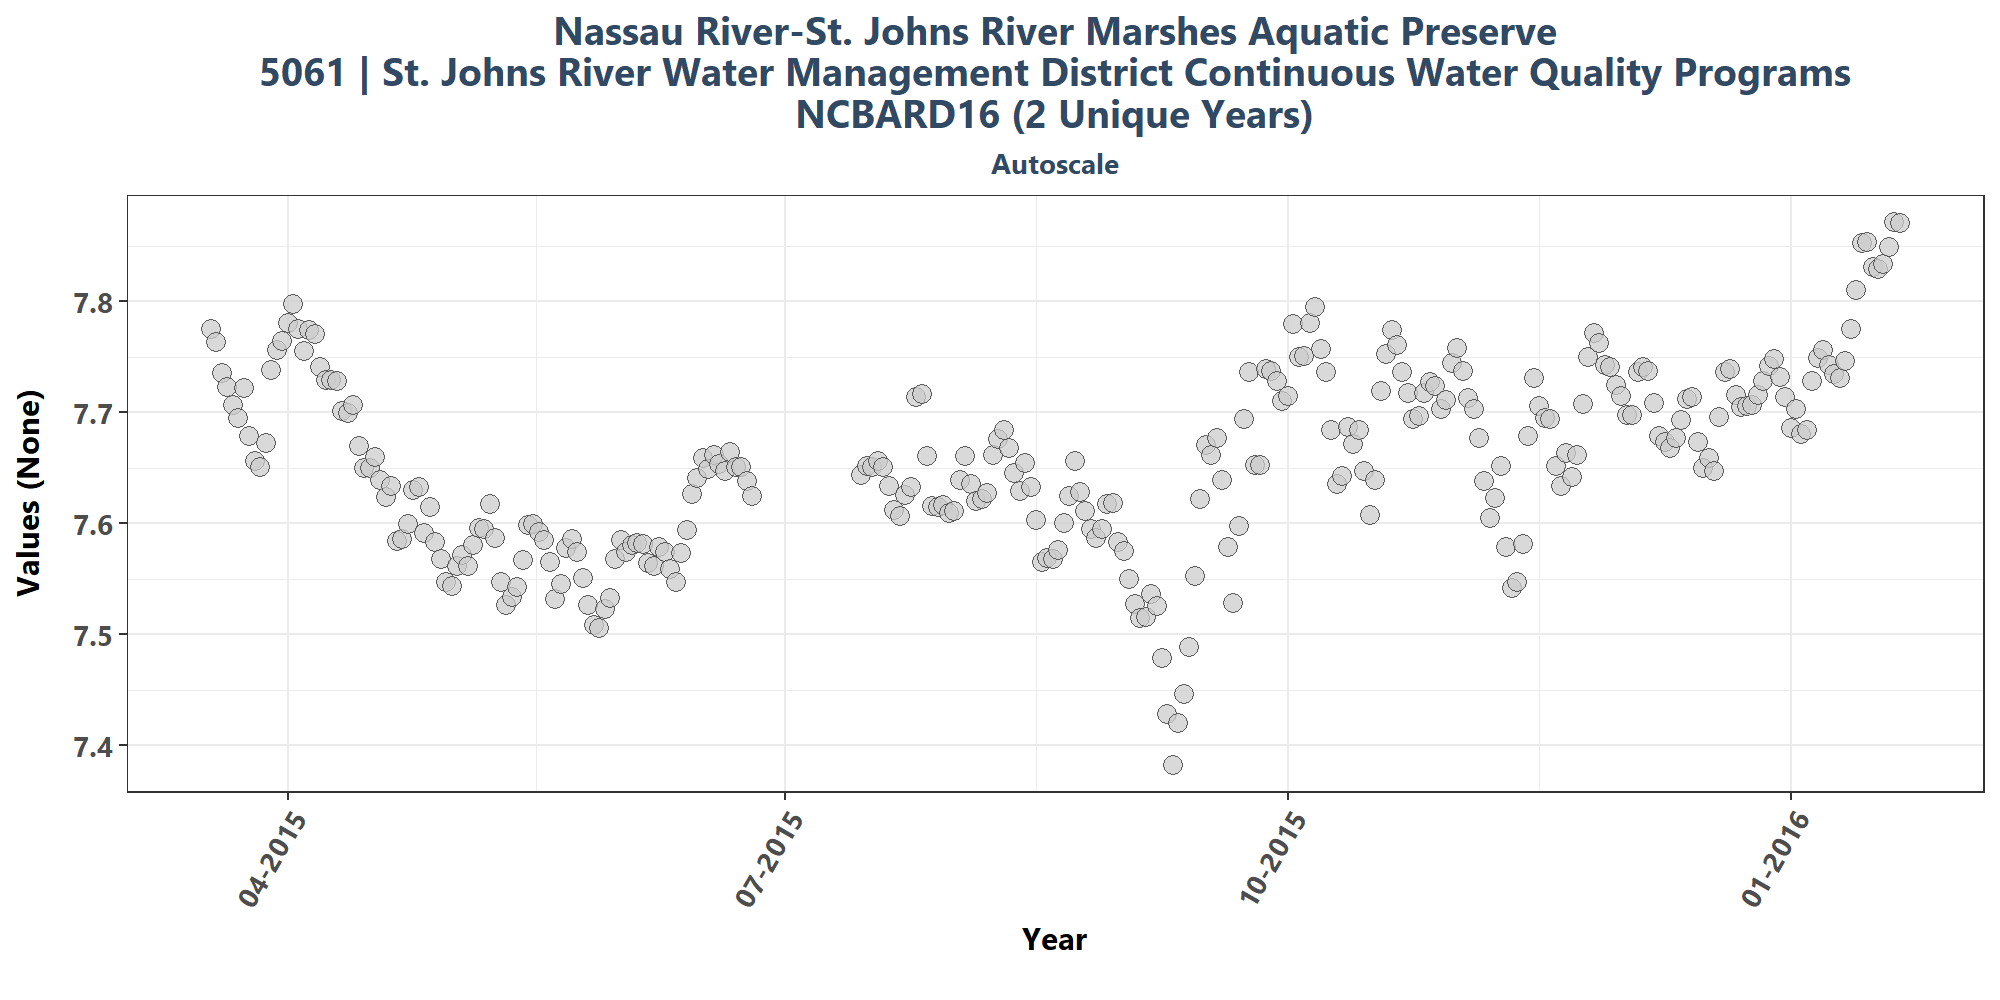 Nassau River-St. Johns River Marshes Aquatic Preserve
5061 | St. Johns River Water Management District Continuous Water Quality Programs
NCBARD16 (2 Unique Years)
Autoscale
Values (None)
7.8
7.7
7.6
7.5
7.4
04-2015
07-2015
10-2015
01-2016
Year